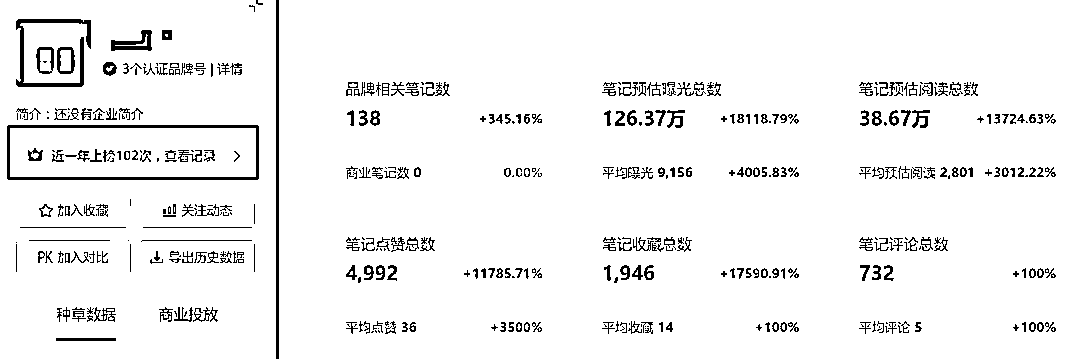 3个认证品牌号 | 详情
简介：还没有企业简介
近一年上榜102次，查看记录
加入收藏 关注动态
PK 加入对比 导出历史数据
种草数据 商业投放
品牌相关笔记数 笔记预估曝光总数 笔记预估阅读总数
138 +345.16% 126.37万 +18118.79% 38.67万 +13724.63%
商业笔记数 0 0.00% 平均曝光 9,156 +4005.83% 平均预估阅读 2,801 +3012.22%
笔记点赞总数 笔记收藏总数 笔记评论总数
4,992 +11785.71% 1,946 +17590.91% 732 +100%
平均点赞 36 +3500% 平均收藏 14 +100% 平均评论 5 +100%